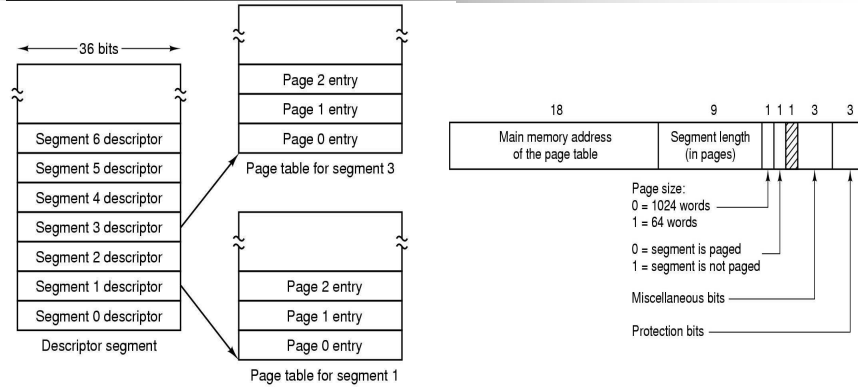 36 bits
Segment 6 descriptor
Segment 5 descriptor
Segment 4 descriptor
Segment 3 descriptor
Segment 2 descriptor
Segment 1 descriptor
Segment 0 descriptor
Descriptor segment
Page 2 entry
Page 1 entry
Page 0 entry
Page table for segment 3
Page 2 entry
Page 1 entry
Page 0 entry
Page table for segment 1
18 9 1 1 1 3 3
Main memory address
of the page table
Segment length
(in pages)
Page size:
0 = 1024 words
1 = 64 words
0 = segment is paged
1 = segment is not paged
Miscellaneous bits
Protection bits